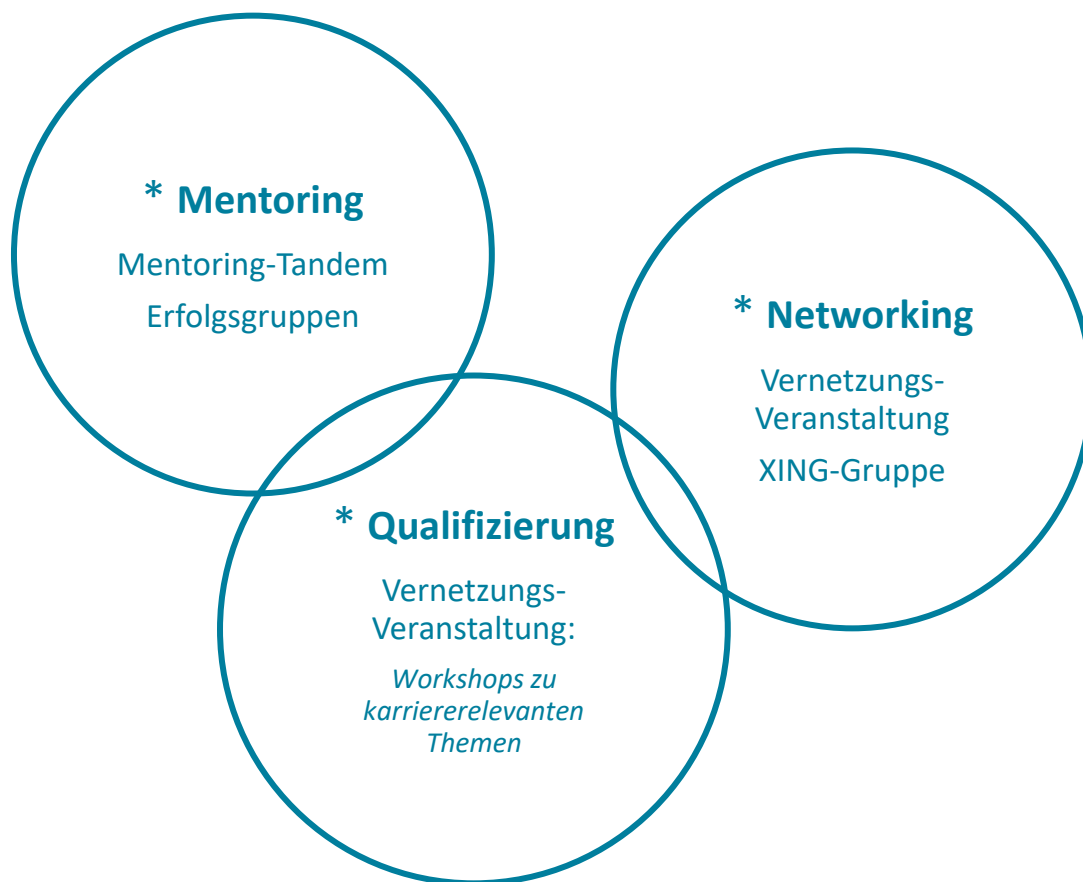 * Mentoring
Mentoring-Tandem
Erfolgsgruppen
* Networking
Vernetzungs-
Veranstaltung
XING-Gruppe
* Qualifizierung
Vernetzungs-
Veranstaltung:
Workshops zu
karriererelevanten
Themen